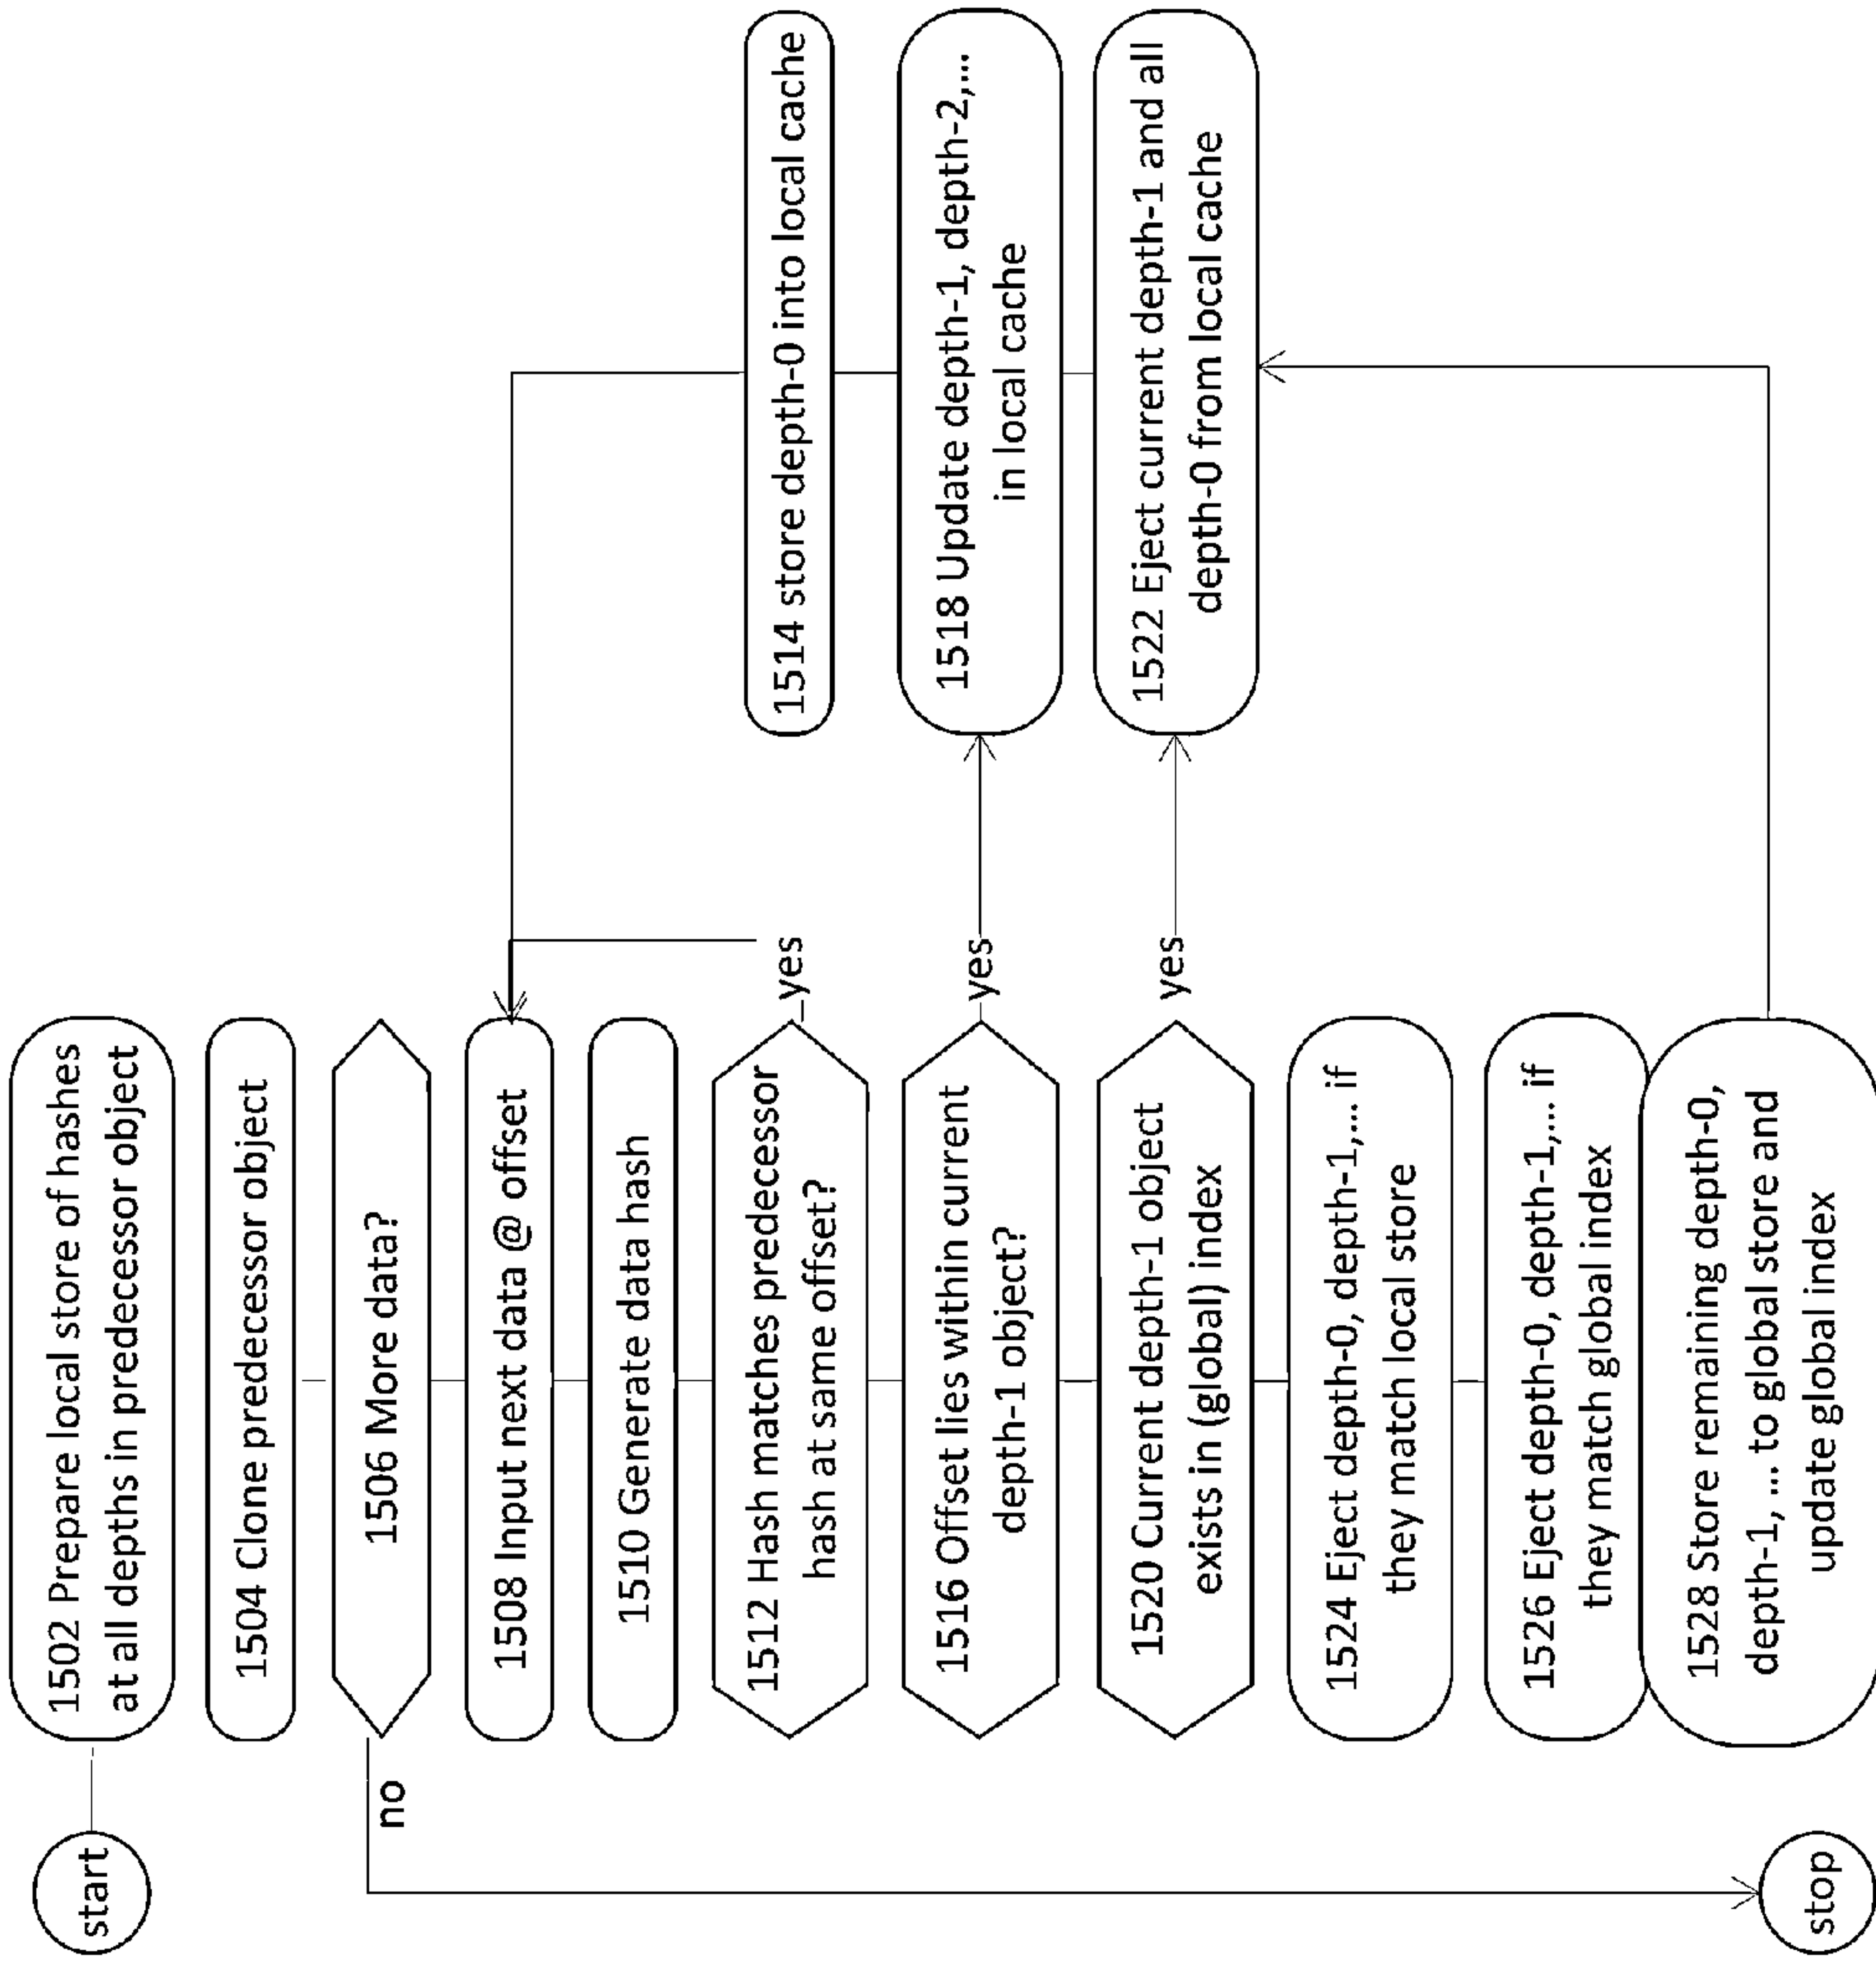 start
1502 Prepare local store of hashes
at all depths in predecessor object
1504 Clone predecessor object
1506 More data?
no
1508 Input next data @ offset
1510 Generate data hash
1512 Hash matches predecessor
hash at same offset?
yes
1514 store depth-0 into local cache
1516 Offset lies within current
depth-1 object?
yes
1518 Update depth-1, depth-2,...
in local cache
1520 Current depth-1 object
exists in (global) index
yes
1522 Eject current depth-1 and all
depth-0 from local cache
1524 Eject depth-0, depth-1,... if
they match local store
1526 Eject depth-0, depth-1,... if
they match global index
1528 Store remaining depth-0,
depth-1, ... to global store and
update global index
stop